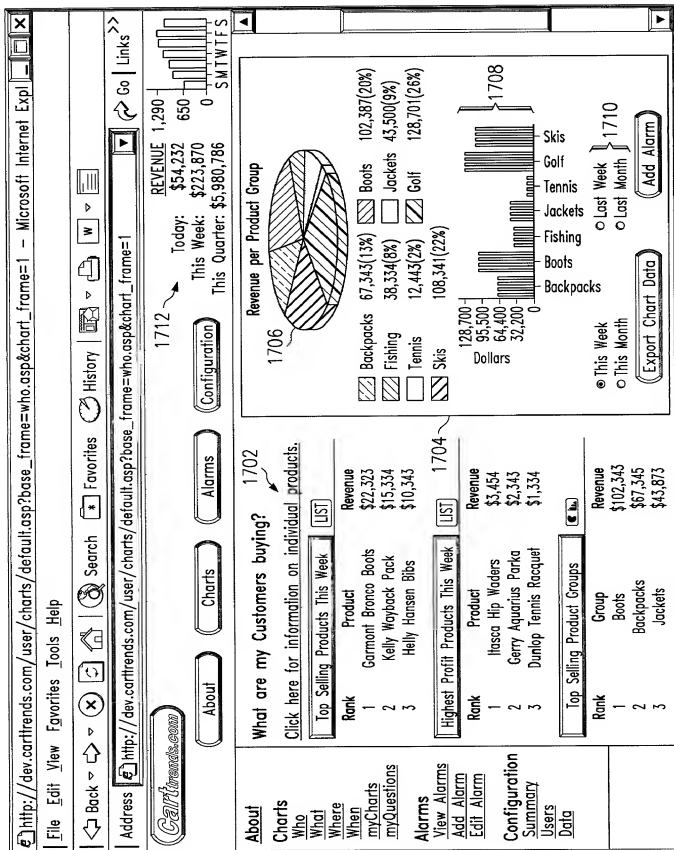 http://dev.carttrends.com/user/charts/default.asp?base_frame=who.asp&chart_frame=1 – Microsoft Internet Expl
File Edit View Favorites Tools Help
Back Search Favorites History W
Address http://dev.carttrends.com/user/charts/default.asp?base_frame=who.asp&chart_frame=1 Go Links >>
Carttrends.com
About
Charts
Alarms
Configuration
1712
REVENUE
Today: $54,232
This Week: $223,870
This Quarter: $5,980,786
1,290
650
0
S M T W T F S
About
Charts
Who
What
Where
When
myCharts
myQuestions
Alarms
View Alarms
Add Alarm
Edit Alarm
Configuration
Summary
Users
Data
What are my Customers buying?
1702
Click here for information on individual products.
Top Selling Products This Week LIST
Rank Product Revenue
1 Garmont Bronco Boots $22,323
2 Kelly Wayback Pack $15,334
3 Helly Hansen Bibs $10,343
1704
Highest Profit Products This Week LIST
Rank Product Revenue
1 Itasca Hip Waders $3,454
2 Gerry Aquarius Parka $2,343
3 Dunlop Tennis Racquet $1,334
Top Selling Product Groups
Rank Group Revenue
1 Boots $102,343
2 Backpacks $67,345
3 Jackets $43,873
Revenue per Product Group
1706
Backpacks 67,343(13%) Boots 102,387(20%)
Fishing 38,334(8%) Jackets 43,500(9%)
Tennis 12,443(2%) Golf 128,701(26%)
Skis 108,341(22%)
1708
128,700
95,500
64,400
32,200
0
Dollars
Backpacks
Boots
Fishing
Jackets
Tennis
Golf
Skis
This Week Last Week
This Month Last Month
1710
Export Chart Data Add Alarm